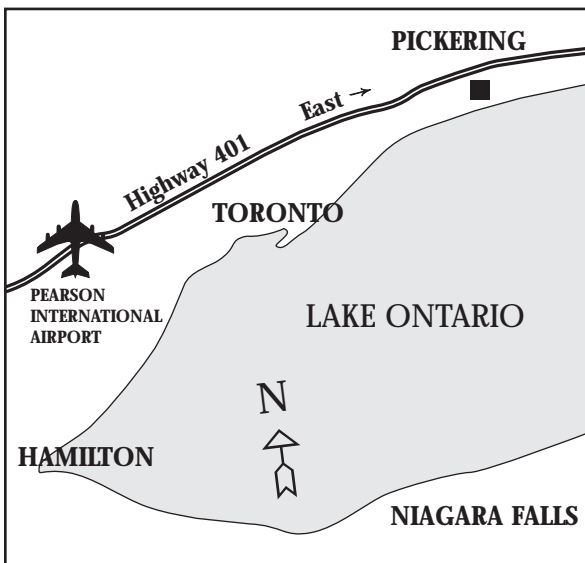 PICKERING
East →
Highway 401
TORONTO
PEARSON
INTERNATIONAL
AIRPORT
LAKE ONTARIO
N
HAMILTON
NIAGARA FALLS